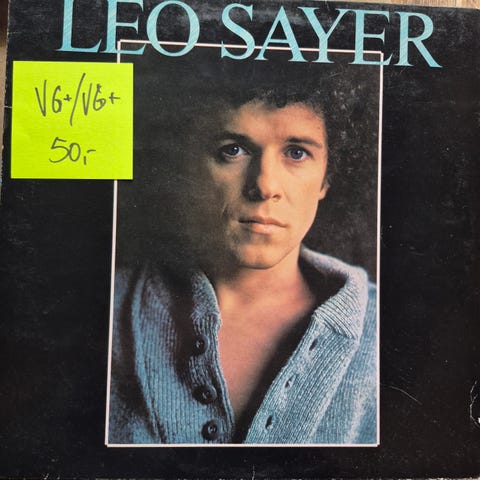 LEO SAYER
VG+/VG+
50,-